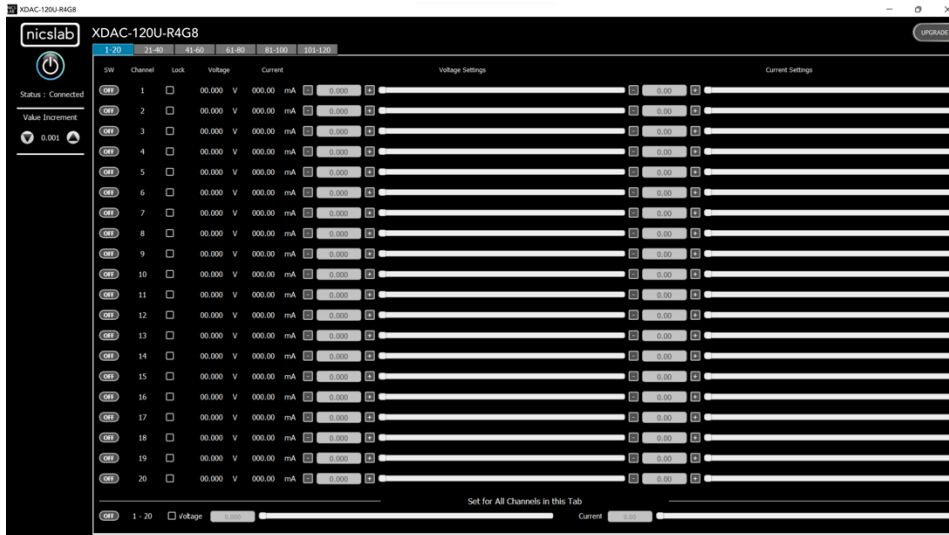 XDAC-120U-R4G8
nicslab XDAC-120U-R4G8 UPGRADE
1-20 21-40 41-60 61-80 81-100 101-120
SW Channel Lock Voltage Current Voltage Settings Current Settings
Status : Connected
Value Increment
0.001
OFF 1 00.000 V 000.00 mA - 0.000 + - 0.00 +
OFF 2 00.000 V 000.00 mA - 0.000 + - 0.00 +
OFF 3 00.000 V 000.00 mA - 0.000 + - 0.00 +
OFF 4 00.000 V 000.00 mA - 0.000 + - 0.00 +
OFF 5 00.000 V 000.00 mA - 0.000 + - 0.00 +
OFF 6 00.000 V 000.00 mA - 0.000 + - 0.00 +
OFF 7 00.000 V 000.00 mA - 0.000 + - 0.00 +
OFF 8 00.000 V 000.00 mA - 0.000 + - 0.00 +
OFF 9 00.000 V 000.00 mA - 0.000 + - 0.00 +
OFF 10 00.000 V 000.00 mA - 0.000 + - 0.00 +
OFF 11 00.000 V 000.00 mA - 0.000 + - 0.00 +
OFF 12 00.000 V 000.00 mA - 0.000 + - 0.00 +
OFF 13 00.000 V 000.00 mA - 0.000 + - 0.00 +
OFF 14 00.000 V 000.00 mA - 0.000 + - 0.00 +
OFF 15 00.000 V 000.00 mA - 0.000 + - 0.00 +
OFF 16 00.000 V 000.00 mA - 0.000 + - 0.00 +
OFF 17 00.000 V 000.00 mA - 0.000 + - 0.00 +
OFF 18 00.000 V 000.00 mA - 0.000 + - 0.00 +
OFF 19 00.000 V 000.00 mA - 0.000 + - 0.00 +
OFF 20 00.000 V 000.00 mA - 0.000 + - 0.00 +
Set for All Channels in this Tab
OFF 1 - 20 Voltage 0.000 Current 0.00